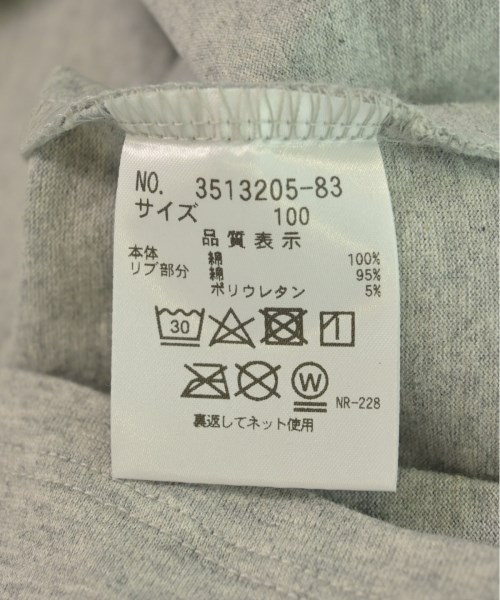 NO. 3513205-83
サイズ 100
品質表示
本体 綿 100%
リブ部分 綿 95%
ポリウレタン 5%
30
W
NR-228
裏返してネット使用